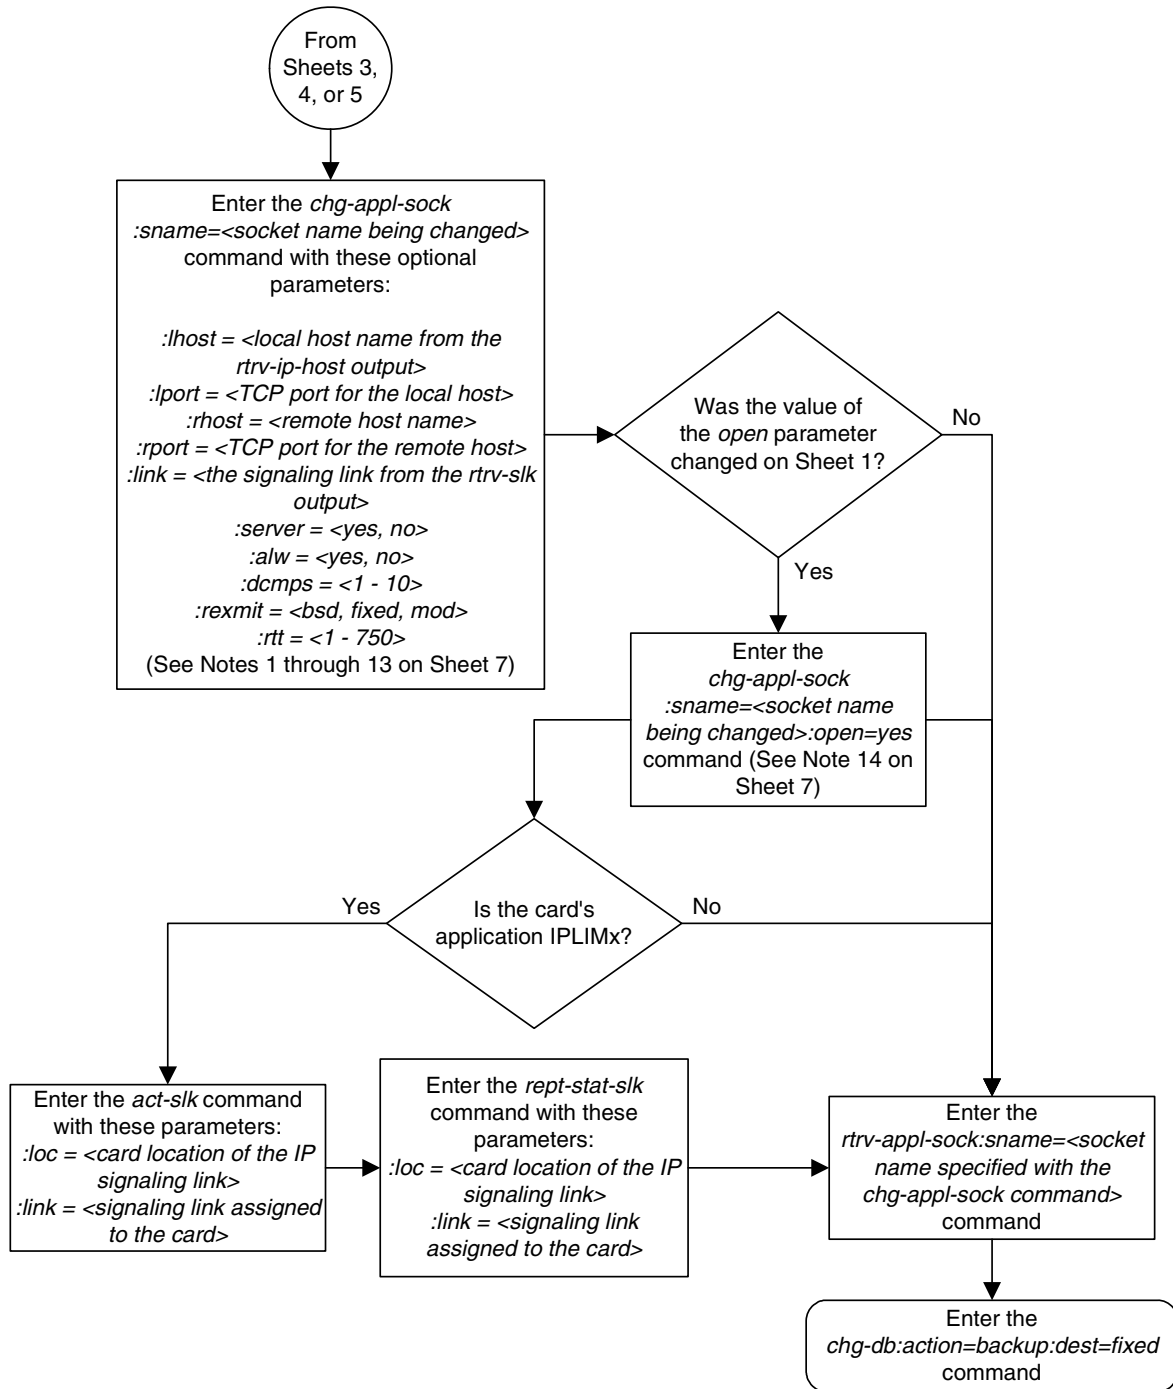 From
Sheets 3,
4, or 5
Enter the chg-appl-sock
:sname=<socket name being changed>
command with these optional
parameters:
:lhost = <local host name from the
rtrv-ip-host output>
:lport = <TCP port for the local host>
:rhost = <remote host name>
:rport = <TCP port for the remote host>
:link = <the signaling link from the rtrv-slk
output>
:server = <yes, no>
:alw = <yes, no>
:dcmps = <1 - 10>
:rexmit = <bsd, fixed, mod>
:rtt = <1 - 750>
(See Notes 1 through 13 on Sheet 7)
Was the value of
the open parameter
changed on Sheet 1?
No
Yes
Enter the
chg-appl-sock
:sname=<socket name
being changed>:open=yes
command (See Note 14 on
Sheet 7)
Yes
Is the card's
application IPLIMx?
No
Enter the act-slk command
with these parameters:
:loc = <card location of the IP
signaling link>
:link = <signaling link assigned
to the card>
Enter the rept-stat-slk
command with these
parameters:
:loc = <card location of the IP
signaling link>
:link = <signaling link
assigned to the card>
Enter the
rtrv-appl-sock:sname=<socket
name specified with the
chg-appl-sock command>
command
Enter the
chg-db:action=backup:dest=fixed
command